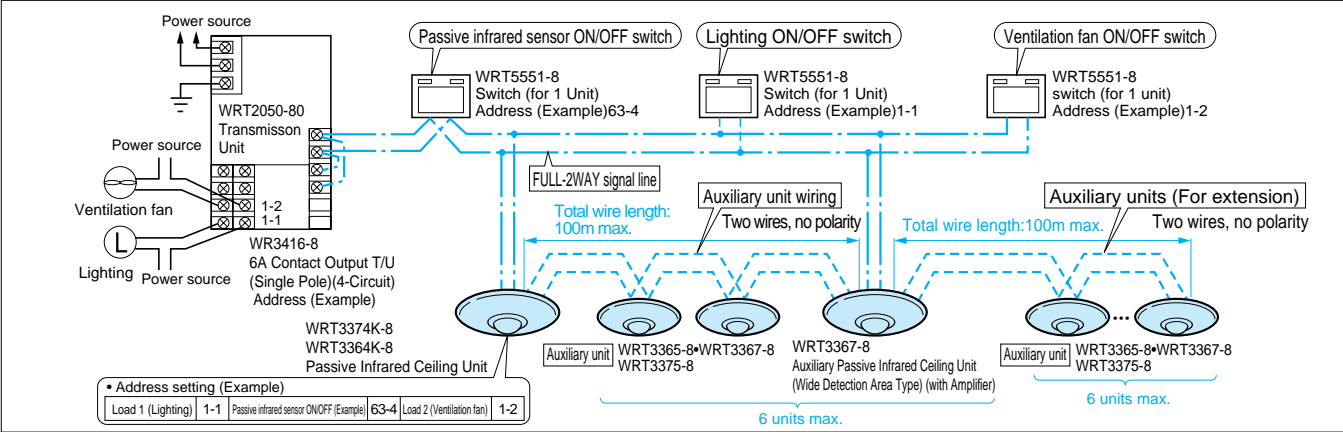 Power source
WRT2050-80
Transmisson
Unit
Power source
Ventilation fan
1-2
1-1
L
Lighting
Power source
WR3416-8
6A Contact Output T/U
(Single Pole)(4-Circuit)
Address (Example)
Passive infrared sensor ON/OFF switch
WRT5551-8
Switch (for 1 Unit)
Address (Example)63-4
Lighting ON/OFF switch
WRT5551-8
Switch (for 1 Unit)
Address (Example)1-1
Ventilation fan ON/OFF switch
WRT5551-8
switch (for 1 unit)
Address (Example)1-2
FULL-2WAY signal line
Total wire length:
100m max.
Auxiliary unit wiring
Two wires, no polarity
Total wire length:100m max.
Auxiliary units (For extension)
Two wires, no polarity
WRT3374K-8
WRT3364K-8
Passive Infrared Ceiling Unit
Auxiliary unit
WRT3365-8•WRT3367-8
WRT3375-8
WRT3367-8
Auxiliary Passive Infrared Ceiling Unit
(Wide Detection Area Type) (with Amplifier)
6 units max.
•••
Auxiliary unit
WRT3365-8•WRT3367-8
WRT3375-8
6 units max.
• Address setting (Example)
Load 1 (Lighting) 1-1 Passive infrared sensor ON/OFF (Example) 63-4 Load 2 (Ventilation fan) 1-2